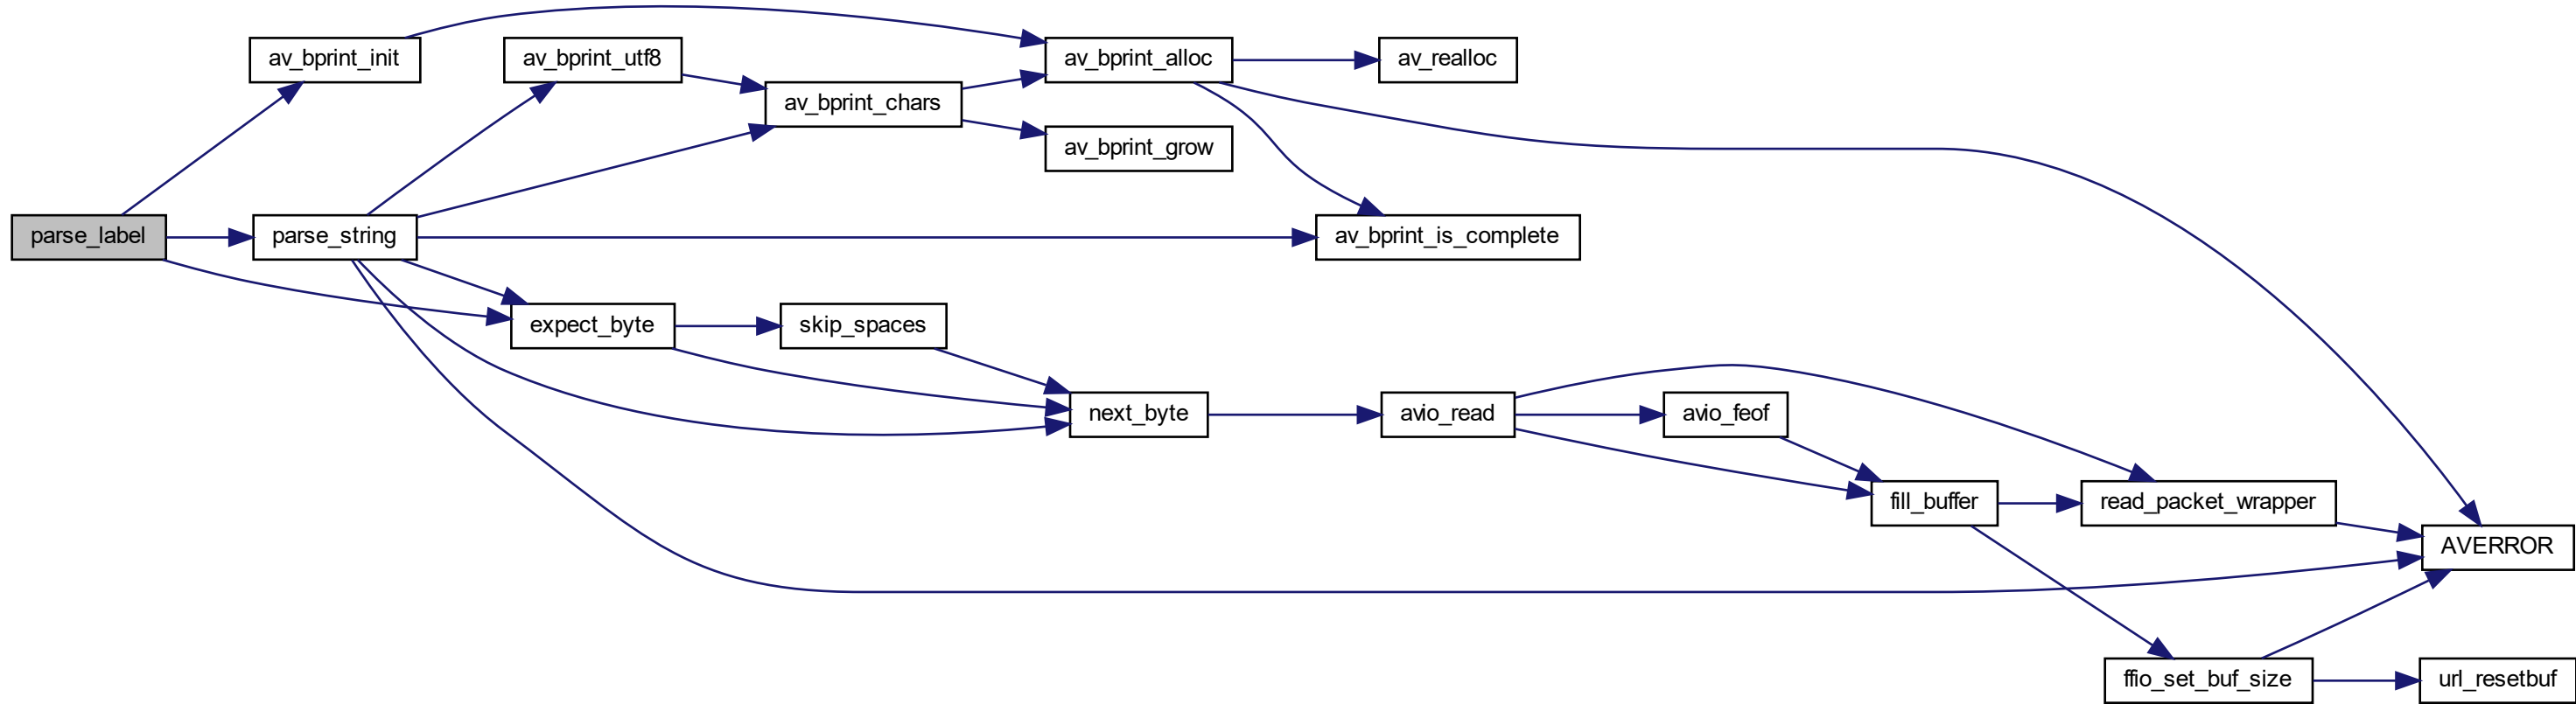 av_bprint_init
av_bprint_utf8
av_bprint_alloc
av_realloc
av_bprint_chars
av_bprint_grow
parse_label
parse_string
av_bprint_is_complete
expect_byte
skip_spaces
next_byte
avio_read
avio_feof
fill_buffer
read_packet_wrapper
AVERROR
ffio_set_buf_size
url_resetbuf